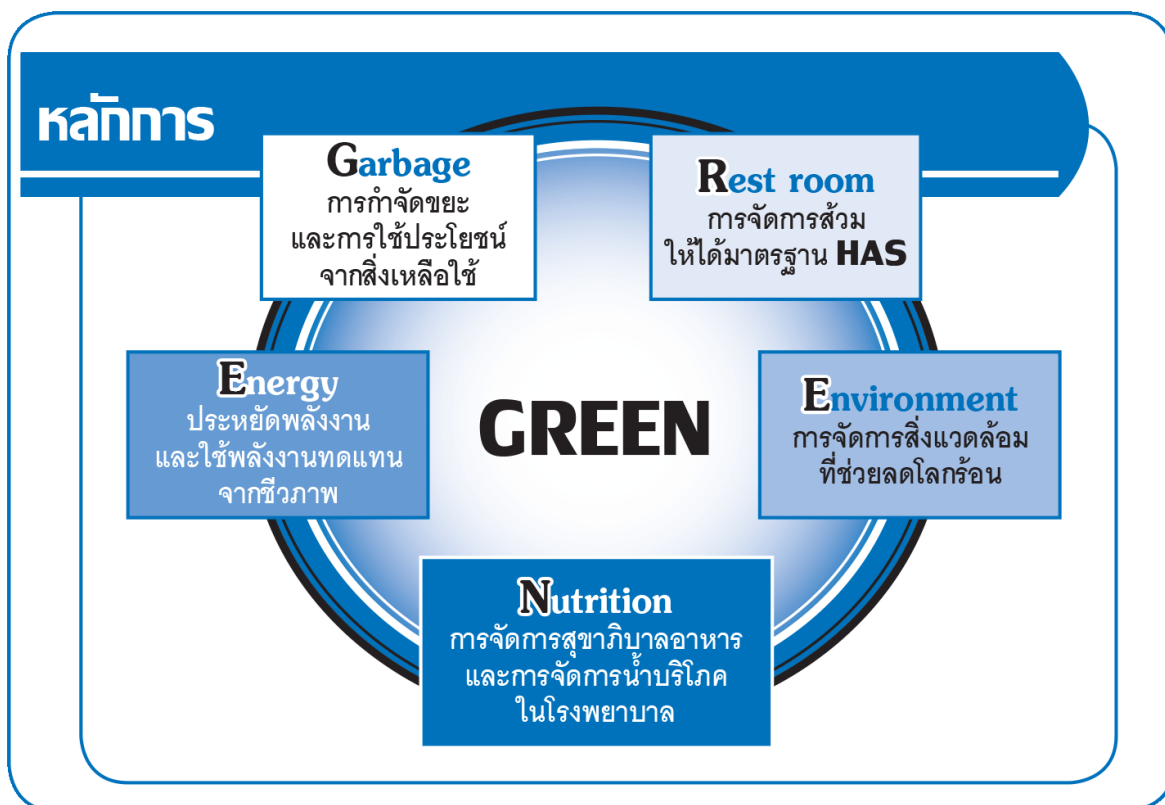 หลักการ
Garbage
การกำจัดขยะ
และการใช้ประโยชน์
จากสิ่งเหลือใช้
Rest room
การจัดการส้วม
ให้ได้มาตรฐาน HAS
Energy
ประหยัดพลังงาน
และใช้พลังงานทดแทน
จากชีวภาพ
GREEN
Environment
การจัดการสิ่งแวดล้อม
ที่ช่วยลดโลกร้อน
Nutrition
การจัดการสุขาภิบาลอาหาร
และการจัดการน้ำบริโภค
ในโรงพยาบาล